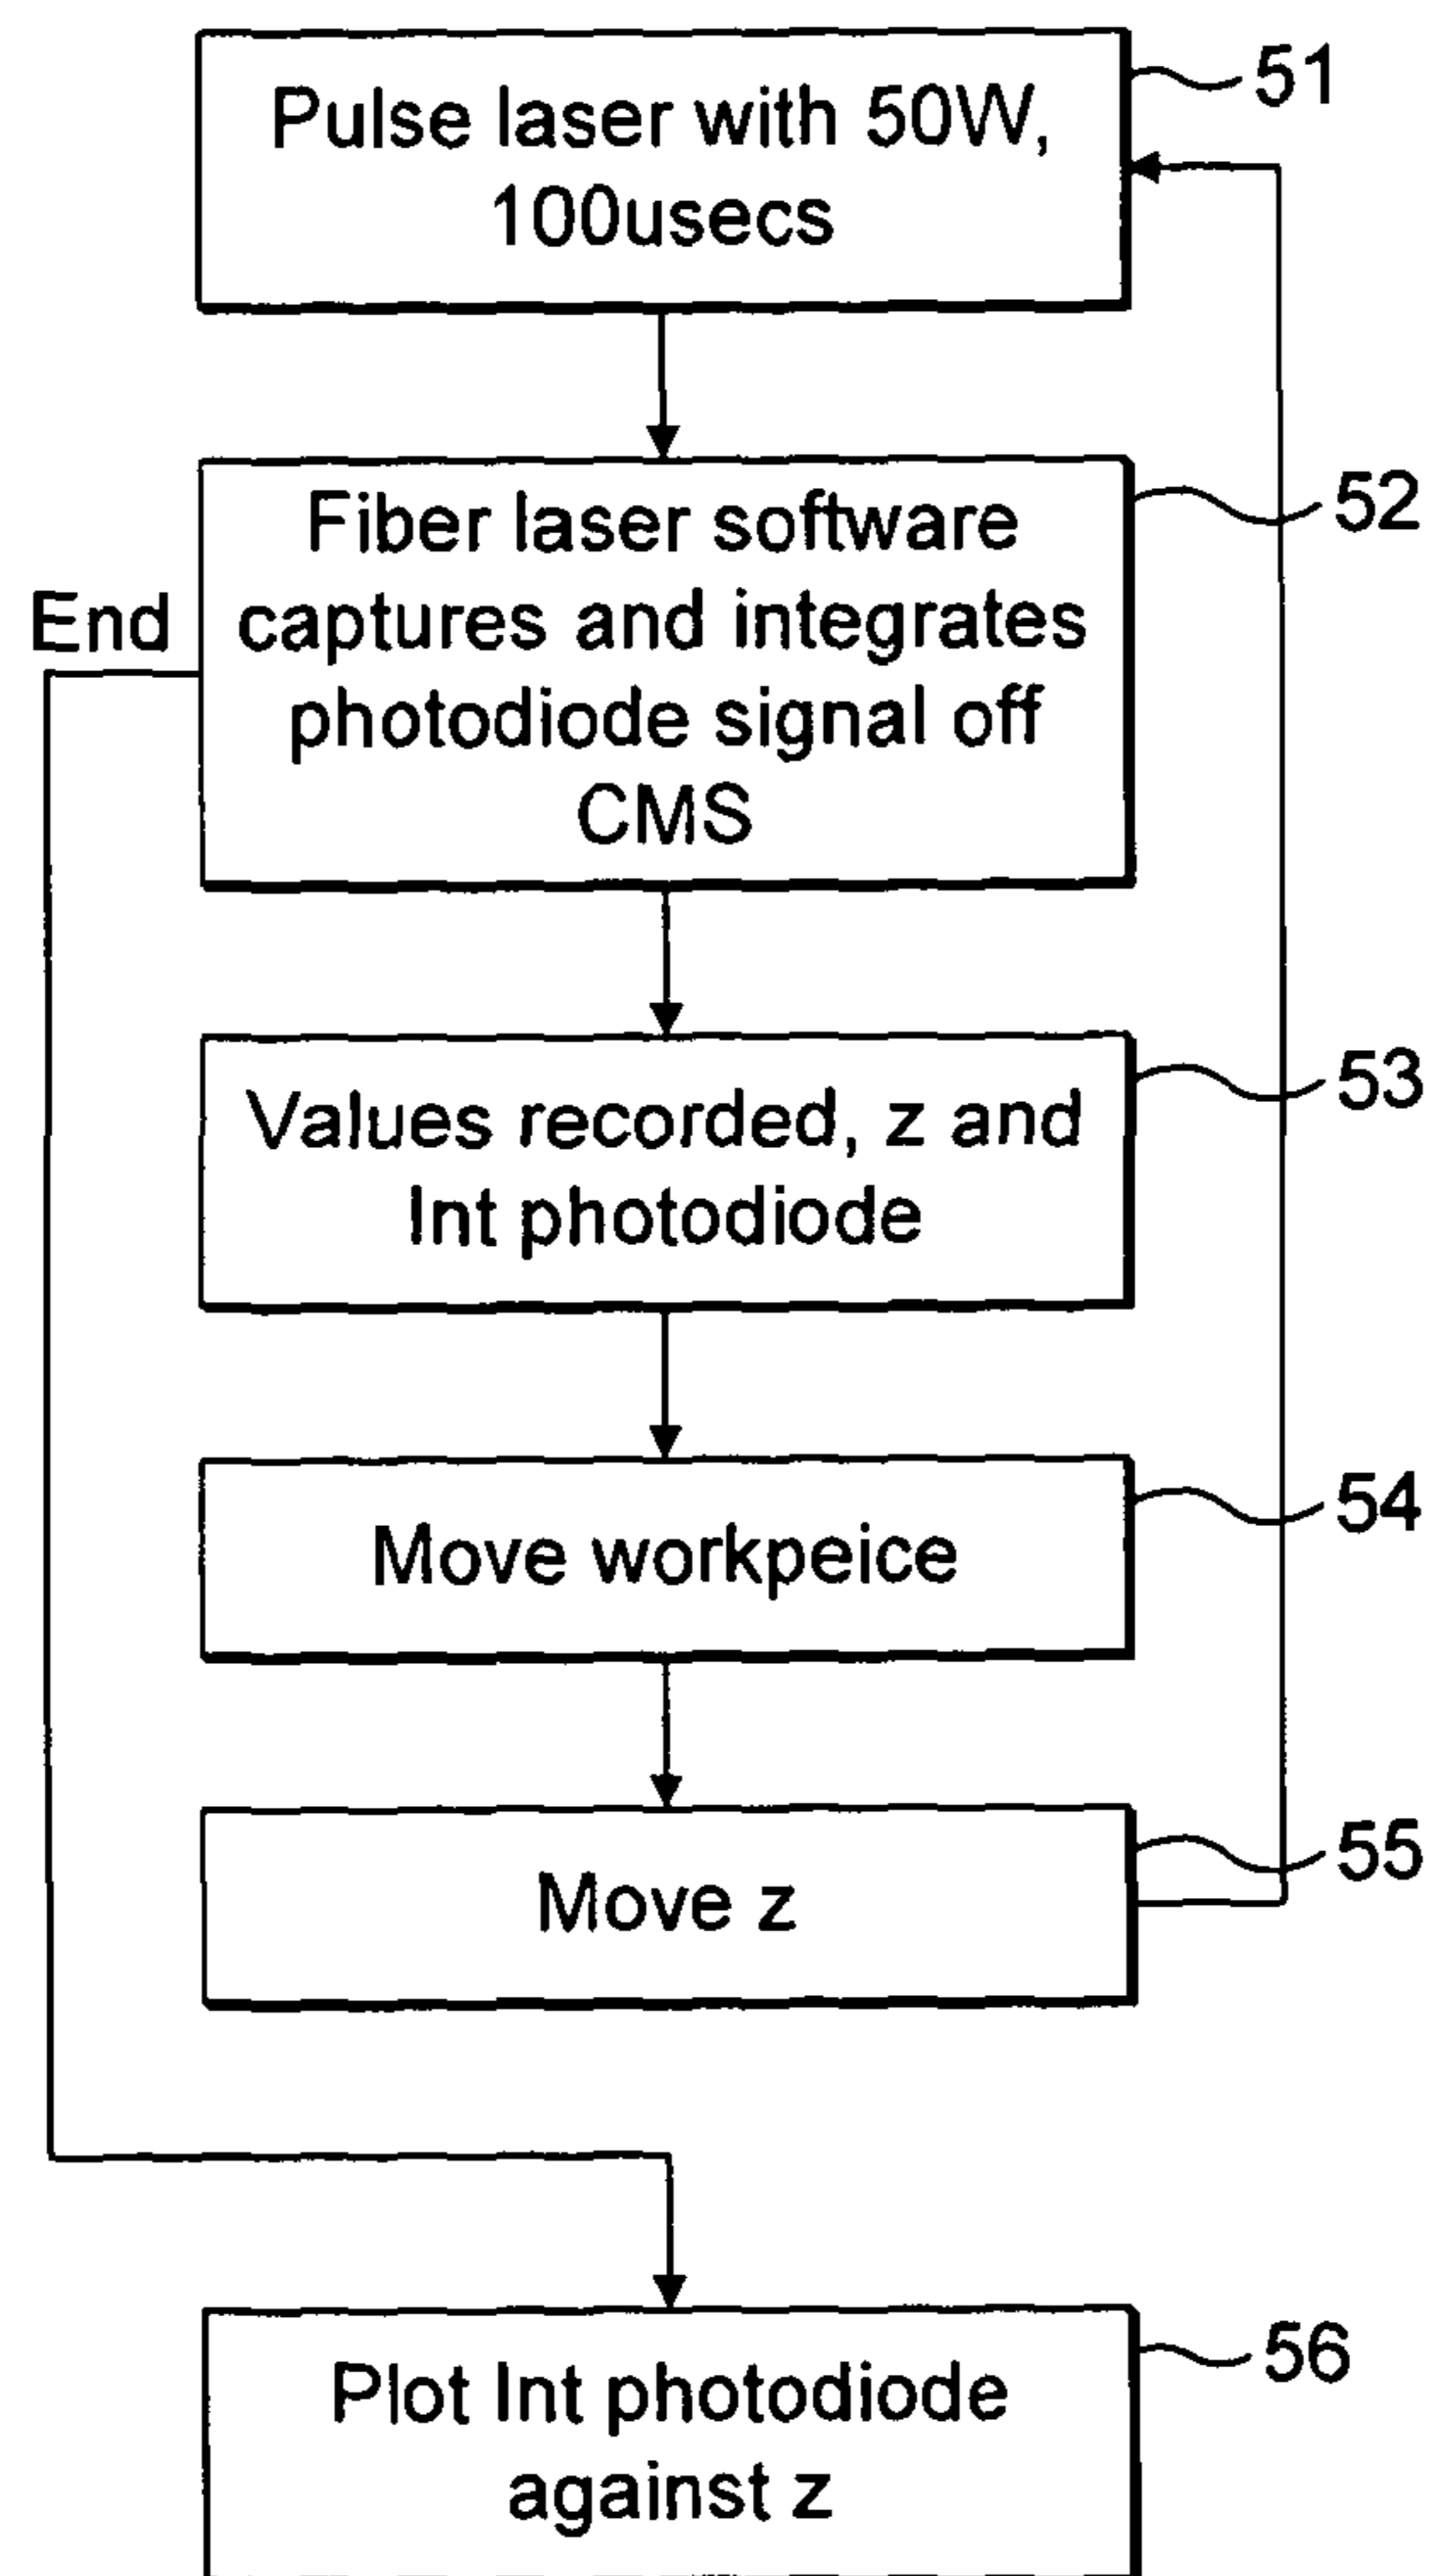 Pulse laser with 50W,
100usecs
51
Fiber laser software
captures and integrates
photodiode signal off
CMS
52
End
Values recorded, z and
Int photodiode
53
Move workpeice
54
Move z
55
Plot Int photodiode
against z
56